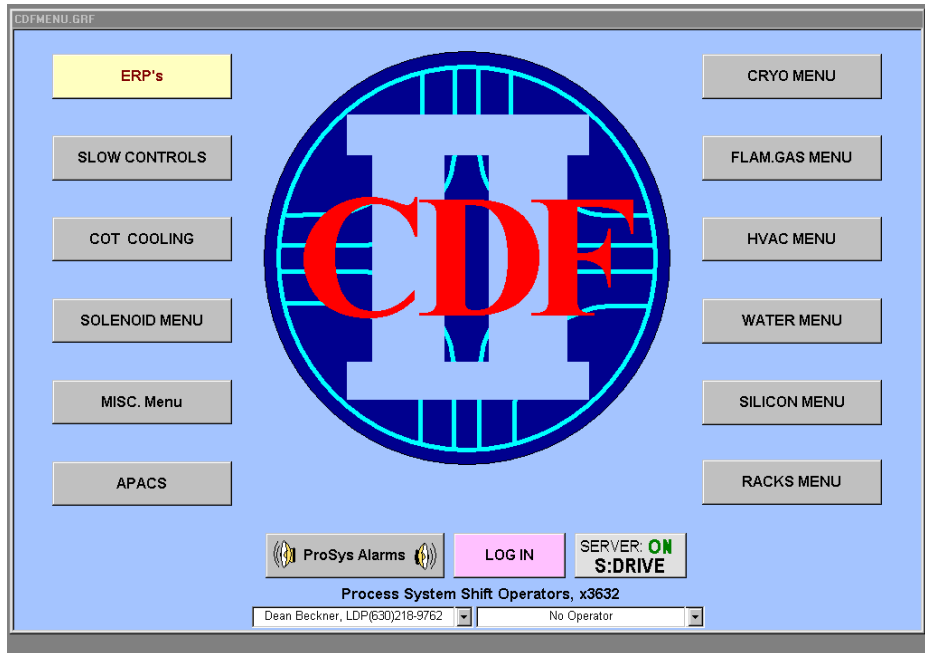 CDFMENU.GRF
ERP's
CRYO MENU
SLOW CONTROLS
FLAM.GAS MENU
COT COOLING
HVAC MENU
SOLENOID MENU
WATER MENU
MISC. Menu
SILICON MENU
APACS
RACKS MENU
II
CDF
ProSys Alarms
LOG IN
SERVER: ON
S:DRIVE
Process System Shift Operators, x3632
Dean Beckner, LDP(630)218-9762
No Operator